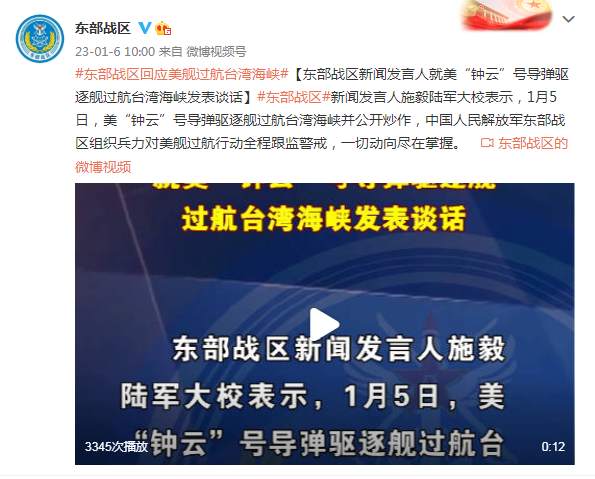 东部战区
23-01-6 10:00 来自 微博视频号
#东部战区回应美舰过航台湾海峡#【东部战区新闻发言人就美“钟云”号导弹驱
逐舰过航台湾海峡发表谈话】#东部战区#新闻发言人施毅陆军大校表示，1月5
日，美“钟云”号导弹驱逐舰过航台湾海峡并公开炒作，中国人民解放军东部战
区组织兵力对美舰过航行动全程跟监警戒，一切动向尽在掌握。 东部战区的
微博视频
就美“钟云”号导弹驱逐舰
过航台湾海峡发表谈话
东部战区新闻发言人施毅
陆军大校表示，1月5日，美
“钟云”号导弹驱逐舰过航台
3345次播放
0:12